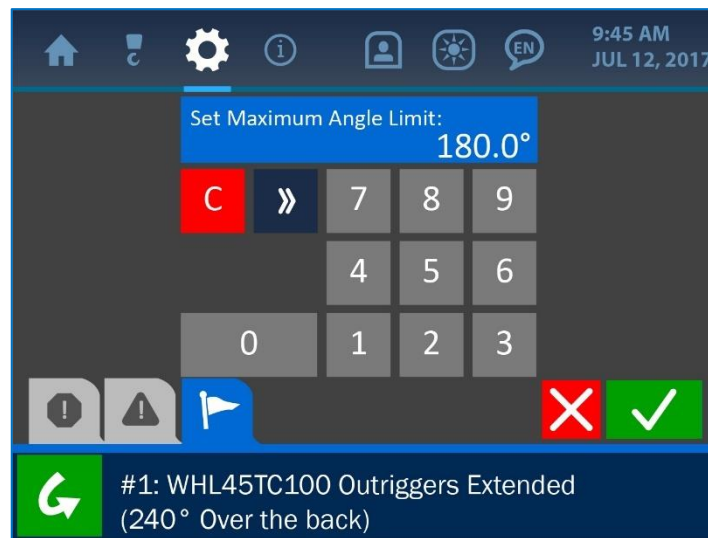 EN
9:45 AM
JUL 12, 2017
Set Maximum Angle Limit:
180.0°
C » 7 8 9
4 5 6
0 1 2 3
#1: WHL45TC100 Outriggers Extended
(240° Over the back)